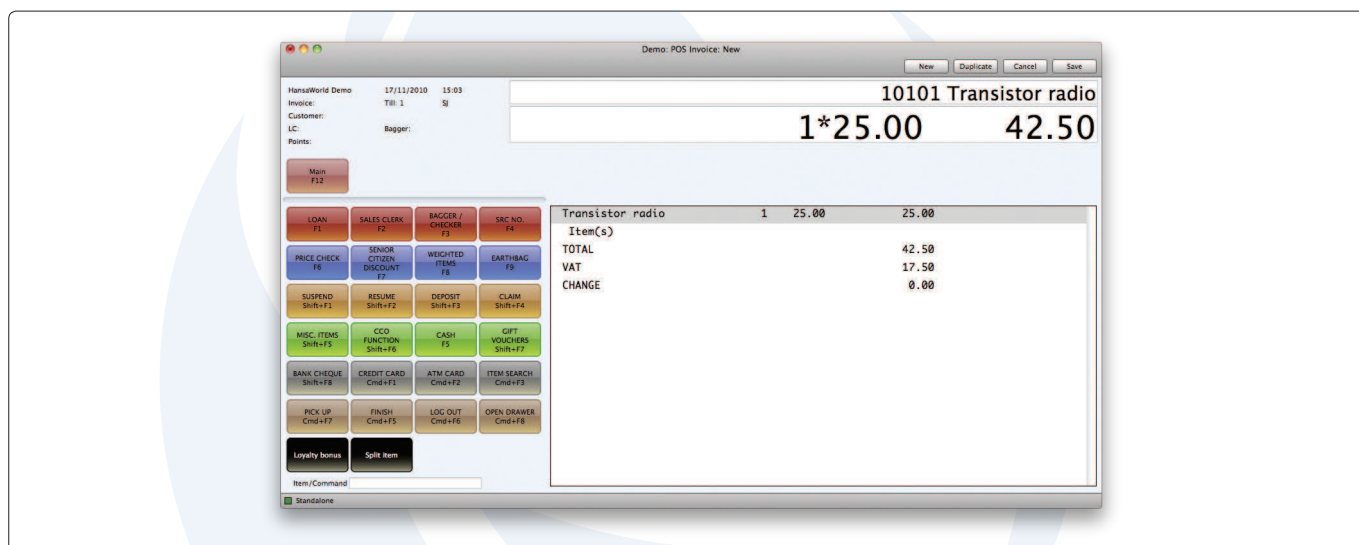 Demo: POS Invoice: New
New Duplicate Cancel Save
HansaWorld Demo 17/11/2010 15:03
Invoice: Till: 1 SJ
Customer:
LC: Bagger:
Points:
10101 Transistor radio
1*25.00 42.50
Main
F12
LOAN
F1
SALES CLERK
F2
BAGGER /
CHECKER
F3
SRC NO.
F4
PRICE CHECK
F6
SENIOR
CITIZEN
DISCOUNT
F7
WEIGHTED
ITEMS
F8
EARTHBAG
F9
SUSPEND
Shift+F1
RESUME
Shift+F2
DEPOSIT
Shift+F3
CLAIM
Shift+F4
MISC. ITEMS
Shift+F5
CCO
FUNCTION
Shift+F6
CASH
F5
GIFT
VOUCHERS
Shift+F7
BANK CHEQUE
Shift+F8
CREDIT CARD
Cmd+F1
ATM CARD
Cmd+F2
ITEM SEARCH
Cmd+F3
PICK UP
Cmd+F7
FINISH
Cmd+F5
LOG OUT
Cmd+F6
OPEN DRAWER
Cmd+F8
Loyalty bonus
Split item
Item/Command
Transistor radio 1 25.00 25.00
Item(s)
TOTAL 42.50
VAT 17.50
CHANGE 0.00
Standalone